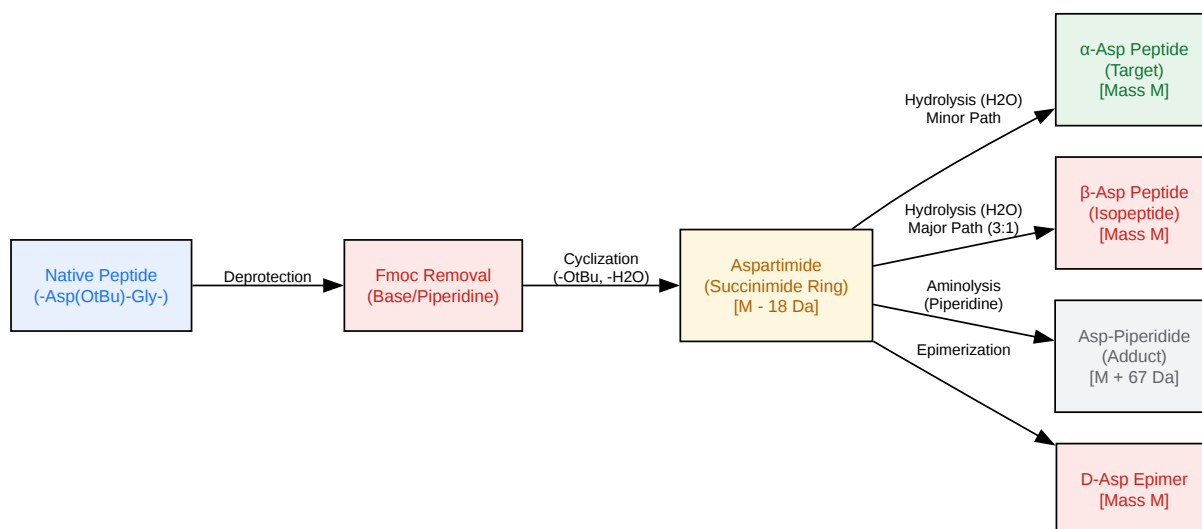 Native Peptide
(-Asp(OtBu)-Gly-)
Deprotection
Fmoc Removal
(Base/Piperidine)
Cyclization
(-OtBu, -H2O)
Aspartimide
(Succinimide Ring)
[M - 18 Da]
Hydrolysis (H2O)
Minor Path
α-Asp Peptide
(Target)
[Mass M]
Hydrolysis (H2O)
Major Path (3:1)
β-Asp Peptide
(Isopeptide)
[Mass M]
Aminolysis
(Piperidine)
Asp-Piperidide
(Adduct)
[M + 67 Da]
Epimerization
D-Asp Epimer
[Mass M]